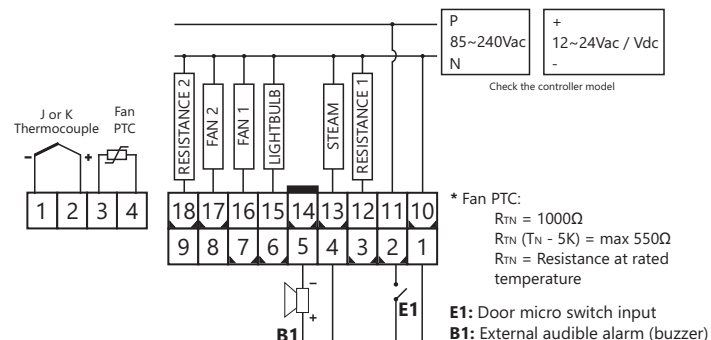 P
85~240Vac
N
+
12~24Vac / Vdc
-
Check the controller model
RESISTANCE 2
FAN 2
FAN 1
LIGHTBULB
STEAM
RESISTANCE 1
J or K
Thermocouple
Fan
PTC
- +
1 2 3 4
18 17 16 15 14 13 12 11 10
9 8 7 6 5 4 3 2 1
* Fan PTC:
RTN = 1000Ω
RTN (TN - 5K) = max 550Ω
RTN = Resistance at rated
temperature
-
+
B1
E1
E1: Door micro switch input
B1: External audible alarm (buzzer)